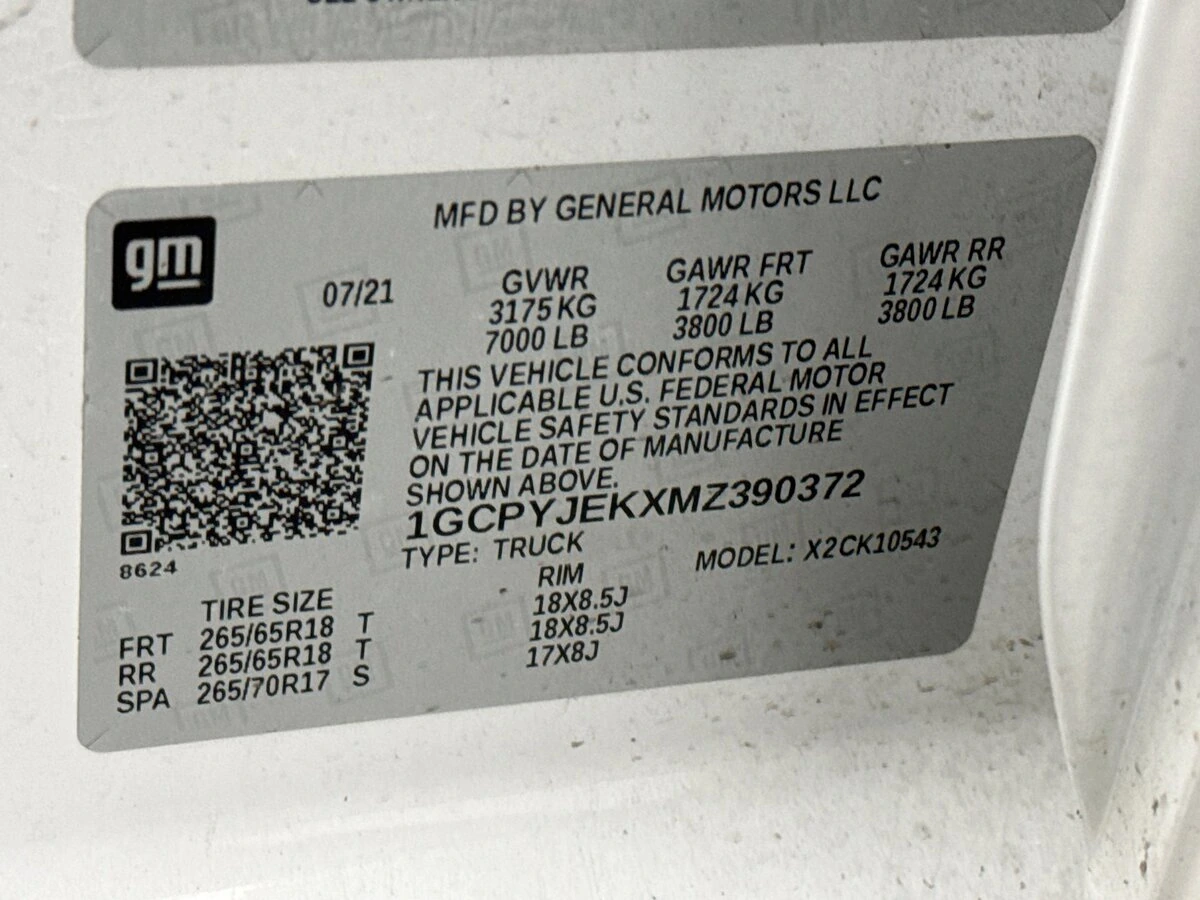 gm
MFD BY GENERAL MOTORS LLC
07/21
GVWR
3175 KG
7000 LB
GAWR FRT
1724 KG
3800 LB
GAWR RR
1724 KG
3800 LB
THIS VEHICLE CONFORMS TO ALL
APPLICABLE U.S. FEDERAL MOTOR
VEHICLE SAFETY STANDARDS IN EFFECT
ON THE DATE OF MANUFACTURE
SHOWN ABOVE.
1GCPYJEKXMZ390372
TYPE: TRUCK MODEL: X2CK10543
8624
TIRE SIZE RIM
FRT 265/65R18 T 18X8.5J
RR 265/65R18 T 18X8.5J
SPA 265/70R17 S 17X8J